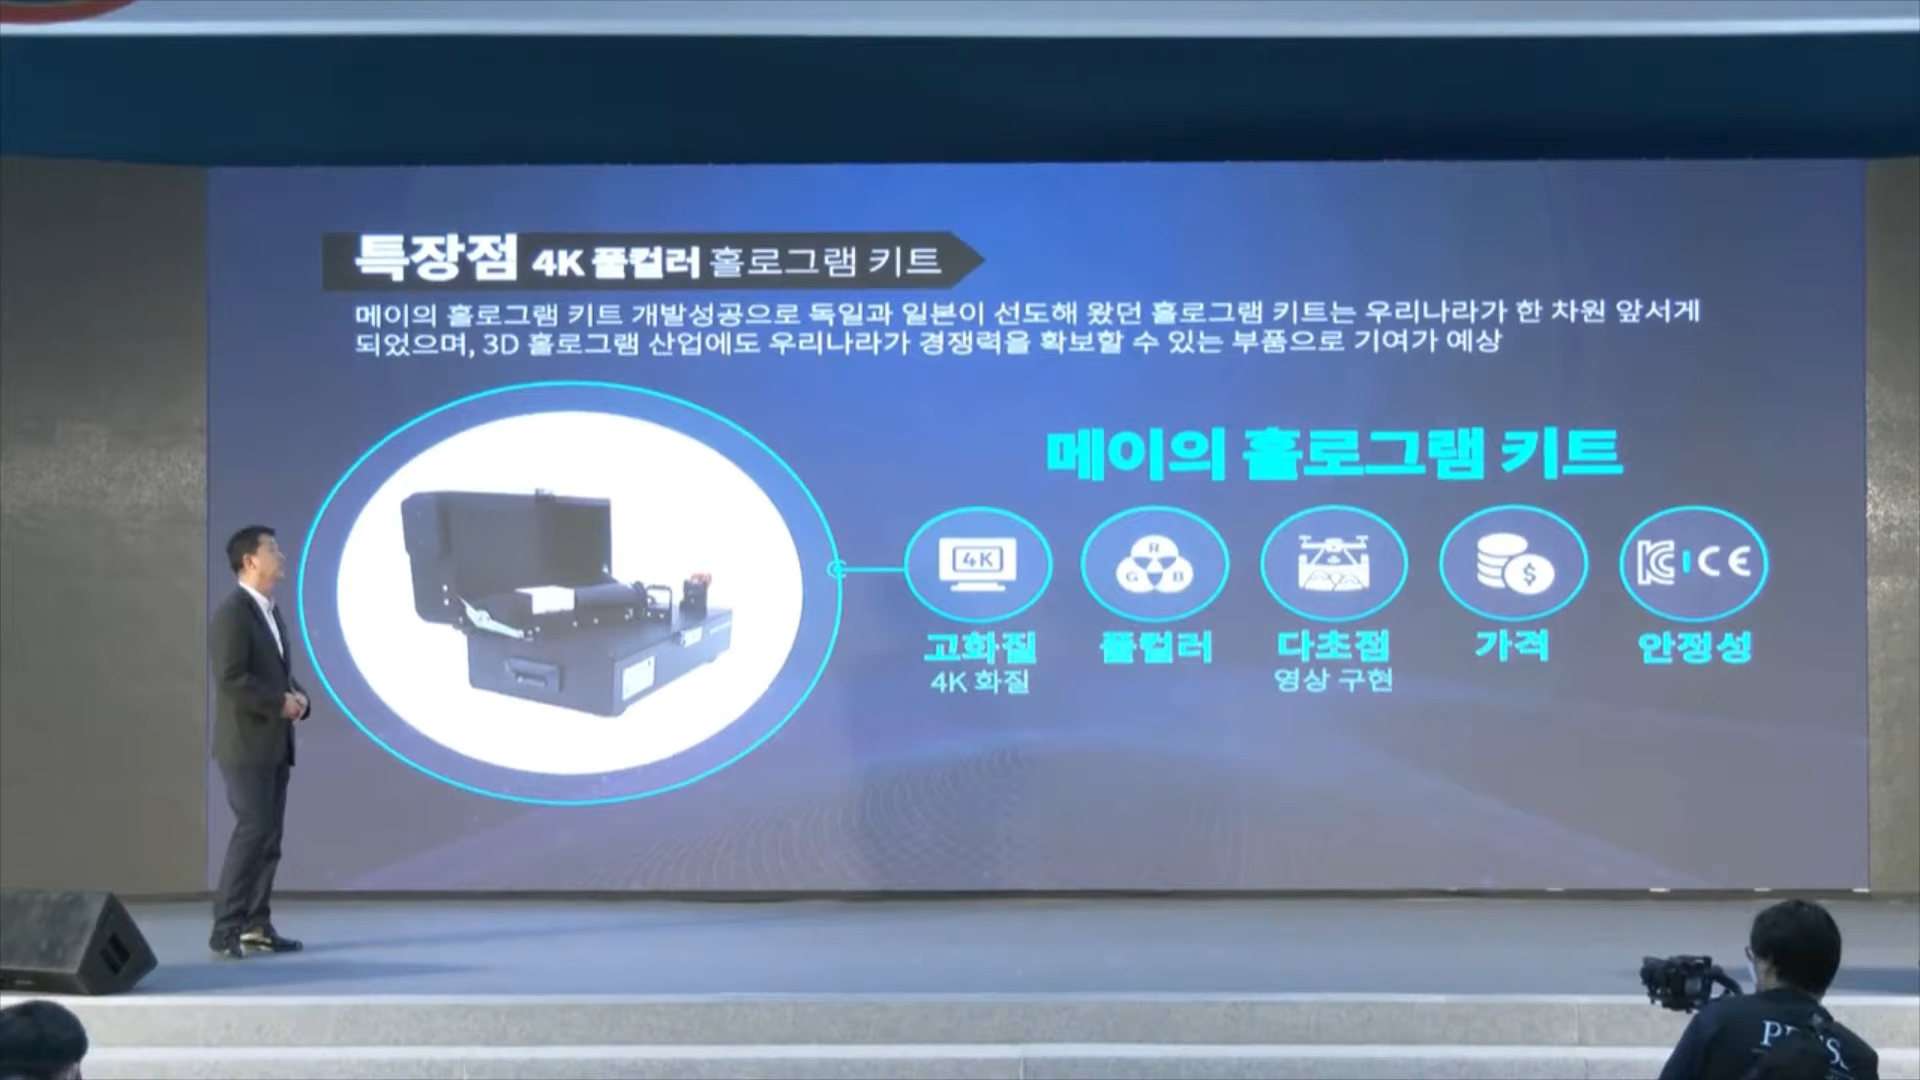 특장점 4K 풀컬러 홀로그램 키트
메이의 홀로그램 키트 개발성공으로 독일과 일본이 선도해 왔던 홀로그램 키트는 우리나라가 한 차원 앞서게
되었으며, 3D 홀로그램 산업에도 우리나라가 경쟁력을 확보할 수 있는 부품으로 기여가 예상
메이의 홀로그램 키트
4K
R
G B
$
KC CE
고화질 풀컬러 다초점 가격 안정성
4K 화질 영상 구현